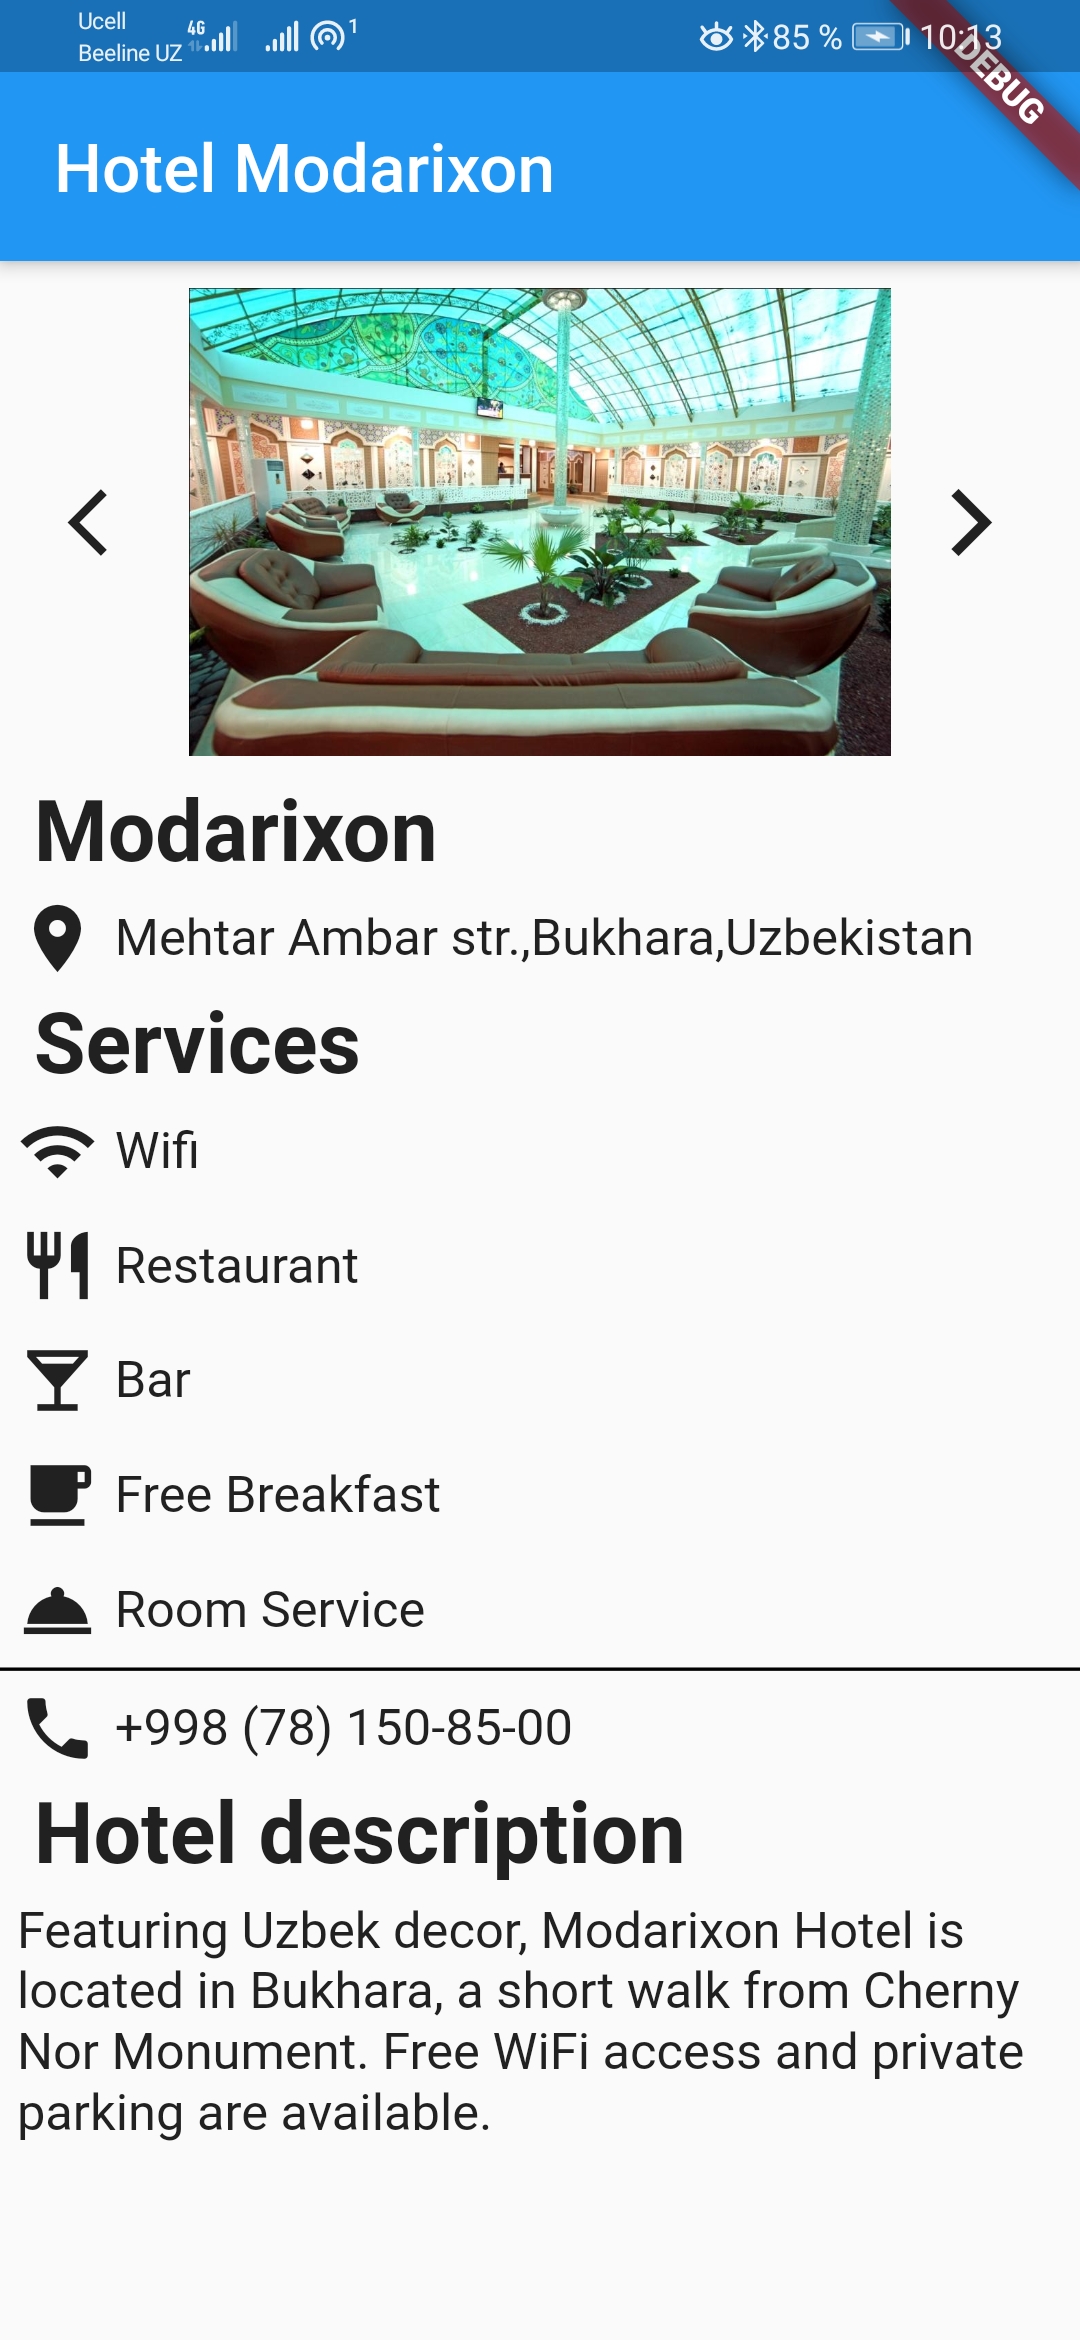 Ucell
Beeline UZ 4G 1 85 % 10:13
DEBUG
Hotel Modarixon
Modarixon
Mehtar Ambar str.,Bukhara,Uzbekistan
Services
Wifi
Restaurant
Bar
Free Breakfast
Room Service
+998 (78) 150-85-00
Hotel description
Featuring Uzbek decor, Modarixon Hotel is
located in Bukhara, a short walk from Cherny
Nor Monument. Free WiFi access and private
parking are available.